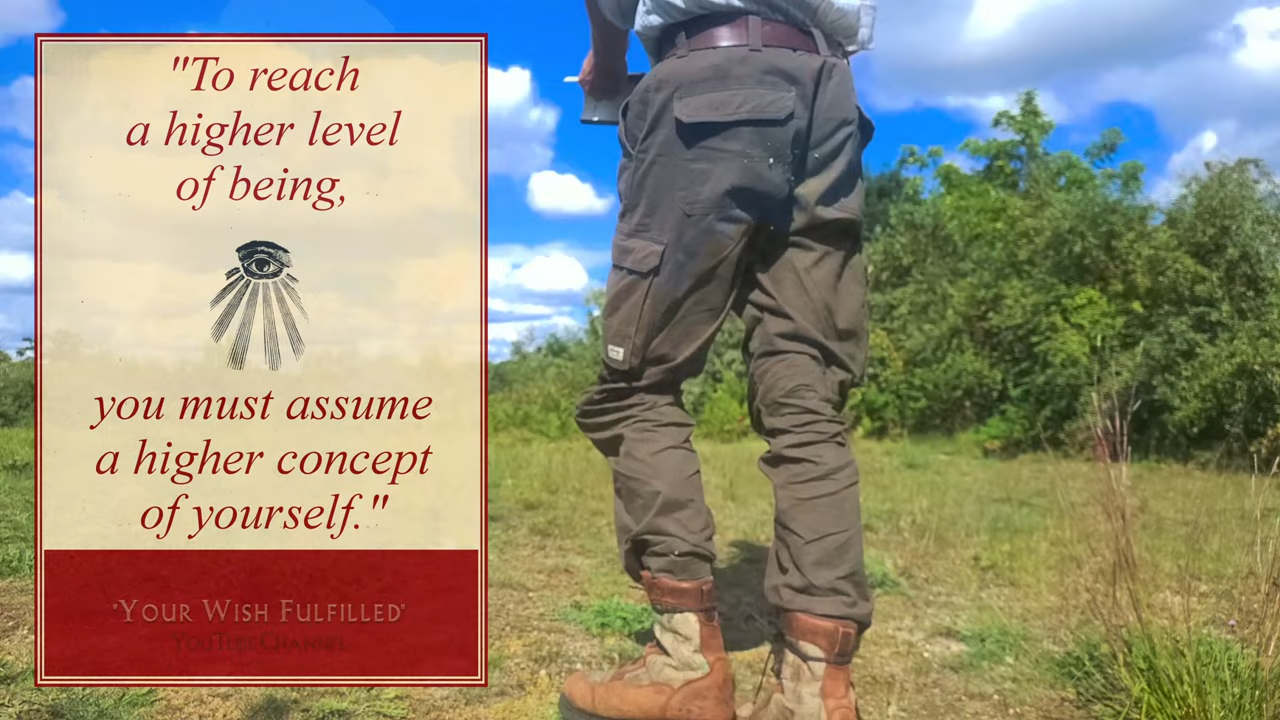 "To reach
a higher level
of being,
you must assume
a higher concept
of yourself."
"Your Wish Fulfilled"
YouTube Channel